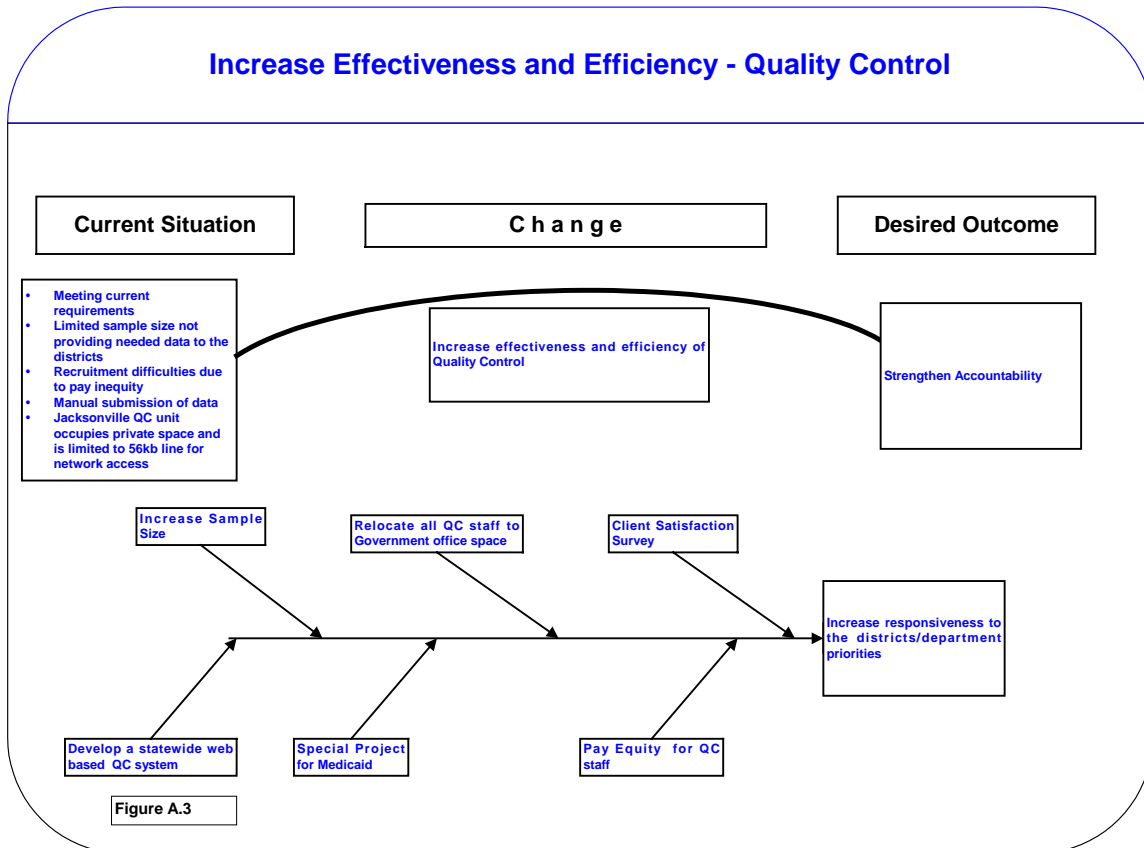 Increase Effectiveness and Efficiency - Quality Control
Current Situation
C h a n g e
Desired Outcome
• Meeting current
requirements
• Limited sample size not
providing needed data to the
districts
• Recruitment difficulties due
to pay inequity
• Manual submission of data
• Jacksonville QC unit
occupies private space and
is limited to 56kb line for
network access
Increase effectiveness and efficiency of
Quality Control
Strengthen Accountability
Increase Sample
Size
Relocate all QC staff to
Government office space
Client Satisfaction
Survey
Increase responsiveness to
the districts/department
priorities
Develop a statewide web
based QC system
Special Project
for Medicaid
Pay Equity for QC
staff
Figure A.3